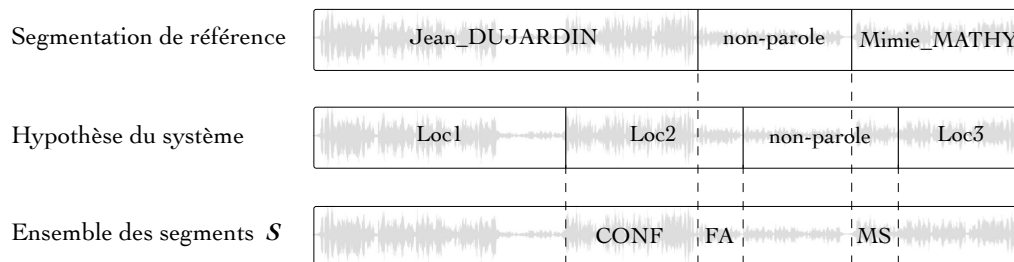 Segmentation de référence Jean_DUJARDIN non-parole Mimie_MATHY
Hypothèse du système Loc1 Loc2 non-parole Loc3
Ensemble des segments S CONF FA MS